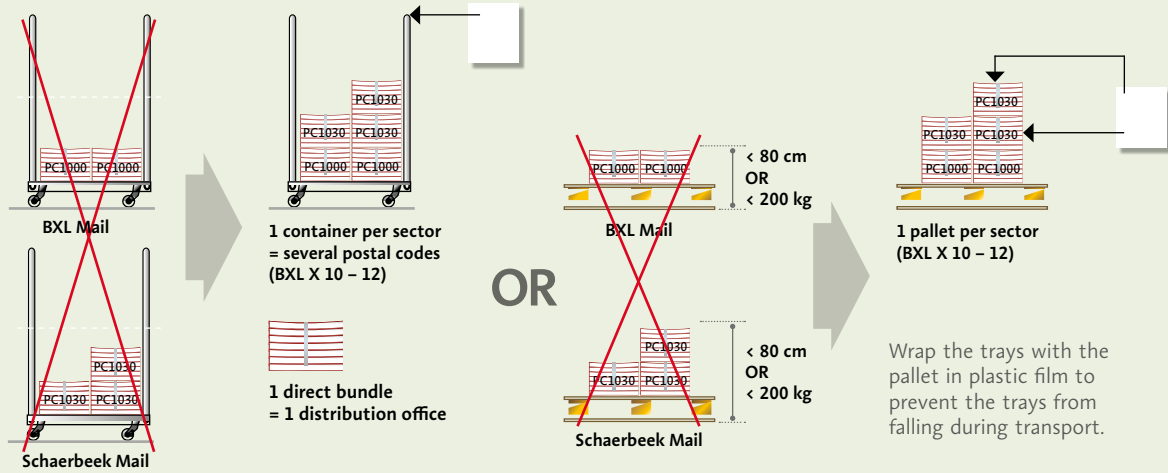 PC1000 PC1000
BXL Mail
PC1030
PC1030 PC1030
Schaerbeek Mail
PC1030
PC1030 PC1030
PC1000 PC1000
1 container per sector
= several postal codes
(BXL X 10 – 12)
1 direct bundle
= 1 distribution office
OR
PC1000 PC1000
< 80 cm
OR
< 200 kg
BXL Mail
PC1030
PC1030 PC1030
< 80 cm
OR
< 200 kg
Schaerbeek Mail
PC1030
PC1030 PC1030
PC1000 PC1000
1 pallet per sector
(BXL X 10 – 12)
Wrap the trays with the
pallet in plastic film to
prevent the trays from
falling during transport.